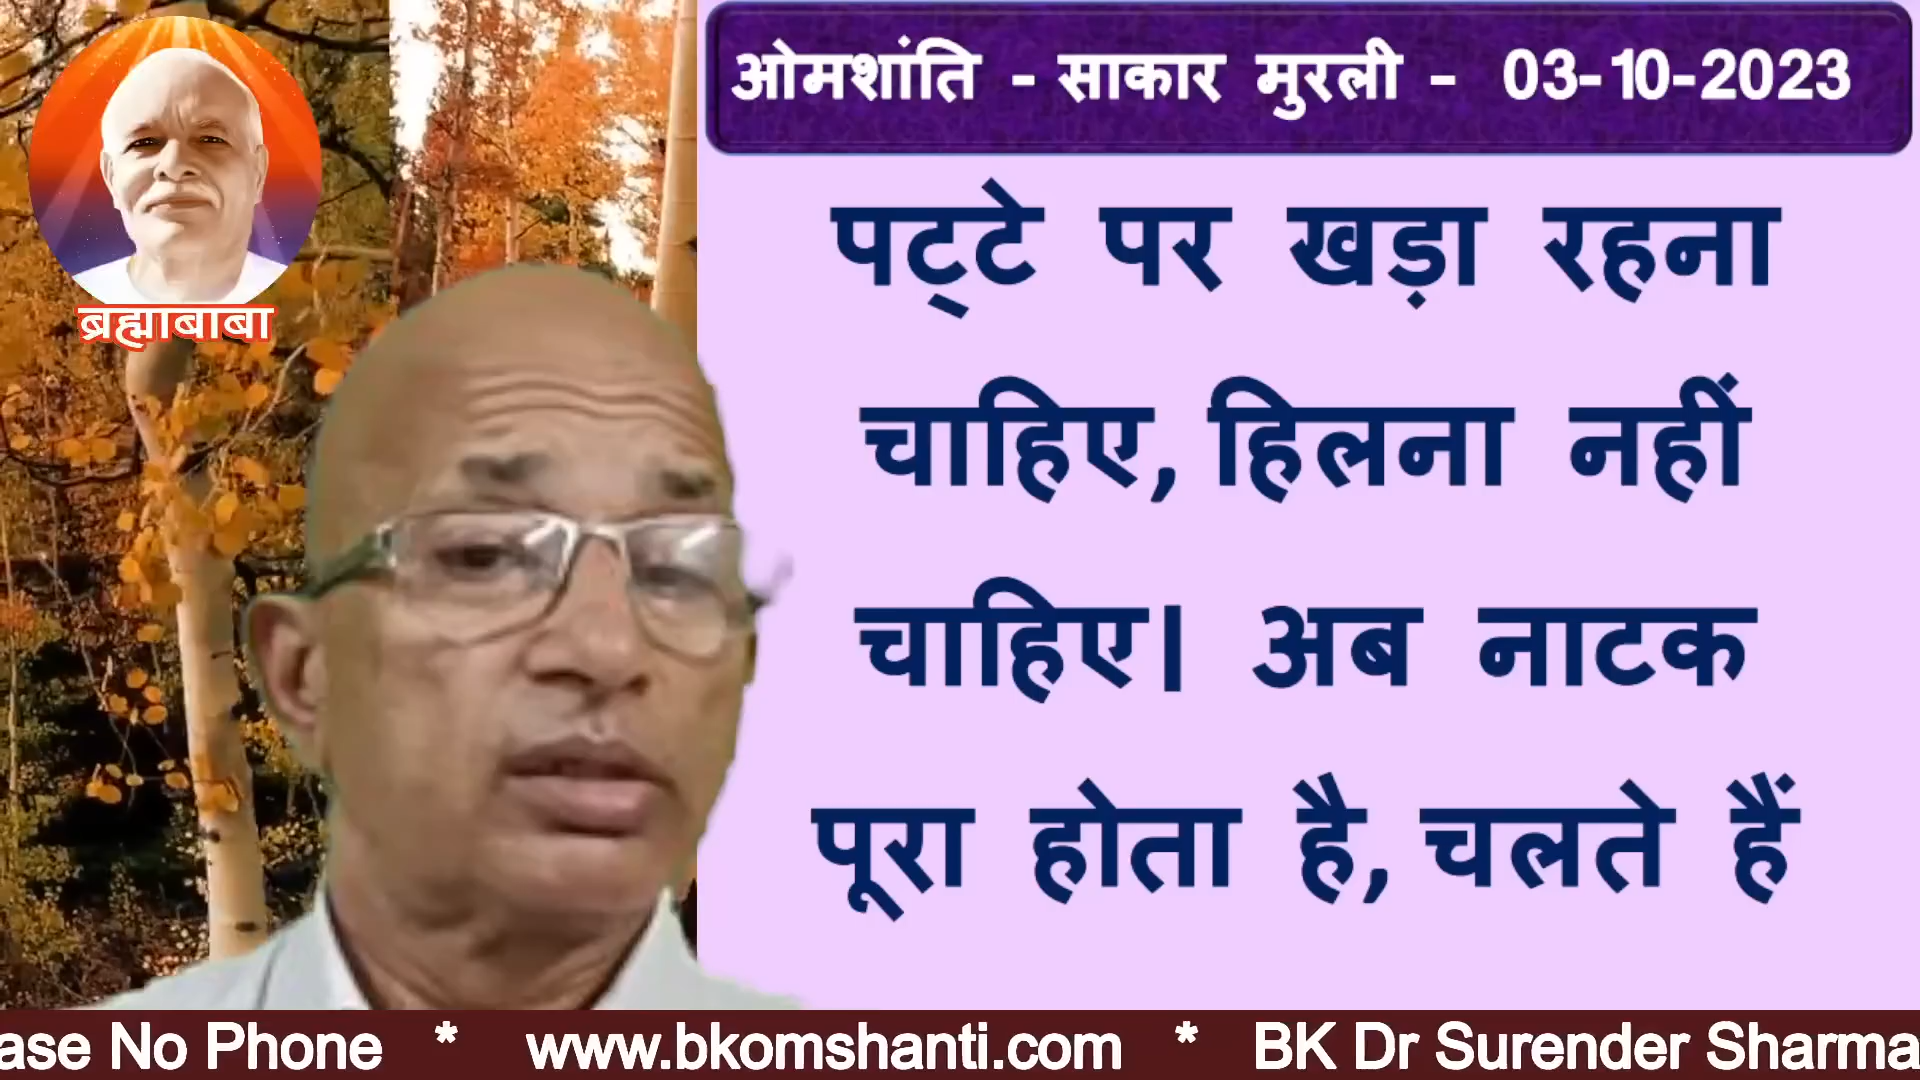 ओमशांति - साकार मुरली - 03-10-2023
ब्रह्माबाबा
पट्टे पर खड़ा रहना
चाहिए, हिलना नहीं
चाहिए। अब नाटक
पूरा होता है, चलते हैं
ase No Phone * www.bkomshanti.com * BK Dr Surender Sharma